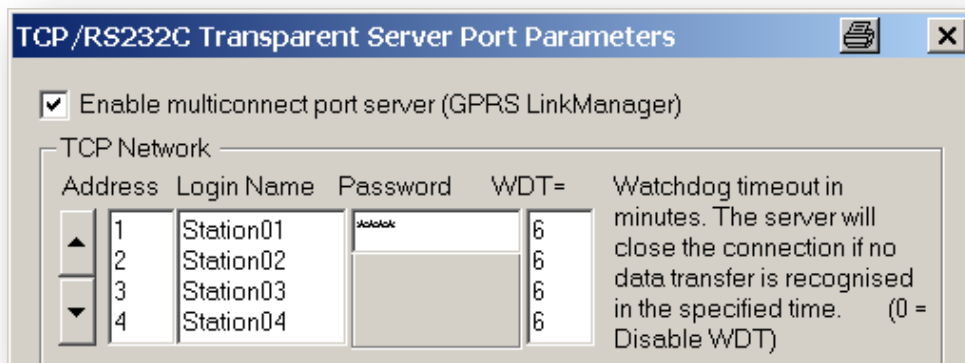 TCP/RS232C Transparent Server Port Parameters
Enable multiconnect port server (GPRS LinkManager)
TCP Network
Address Login Name Password WDT=
1 Station01 ***** 6
2 Station02 6
3 Station03 6
4 Station04 6
Watchdog timeout in
minutes. The server will
close the connection if no
data transfer is recognised
in the specified time. (0 =
Disable WDT)